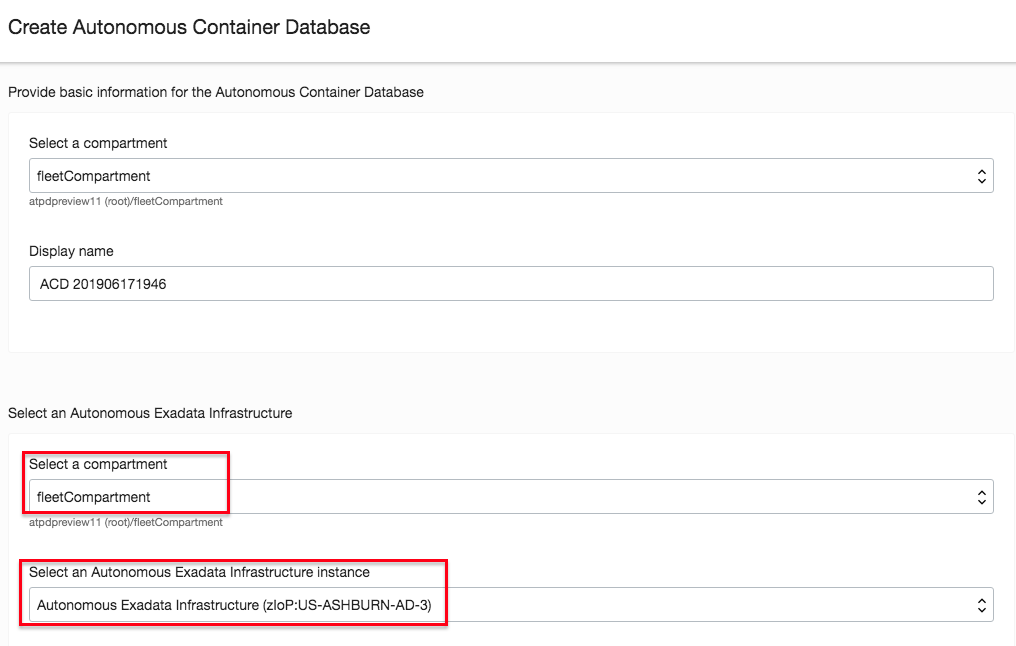 Create Autonomous Container Database
Provide basic information for the Autonomous Container Database
Select a compartment
fleetCompartment
atpdpreview11 (root)/fleetCompartment
Display name
ACD 201906171946
Select an Autonomous Exadata Infrastructure
Select a compartment
fleetCompartment
atpdpreview11 (root)/fleetCompartment
Select an Autonomous Exadata Infrastructure instance
Autonomous Exadata Infrastructure (zIoP:US-ASHBURN-AD-3)